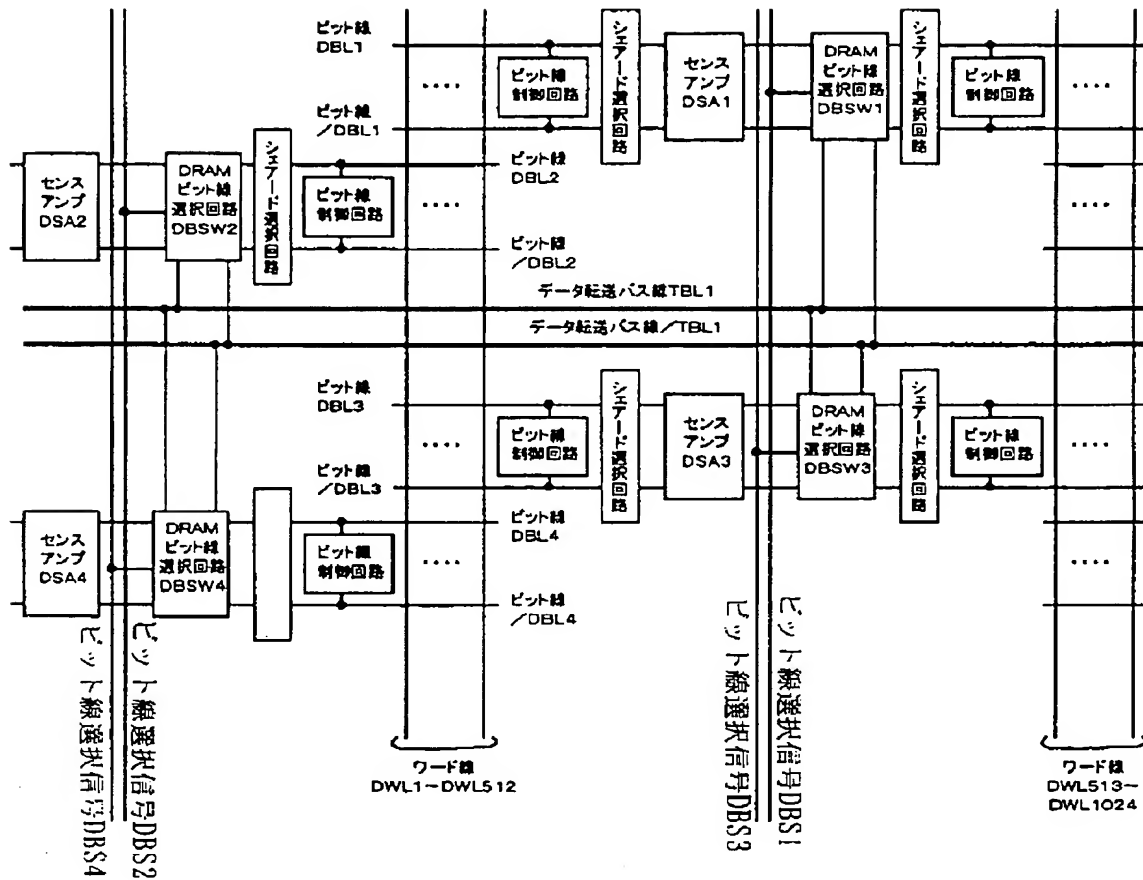 ビット線
DBL1
ビット線
制御回路
シェアード選択回路
センス
アンプ
DSA1
DRAM
ビット線
選択回路
DBSW1
シェアード選択回路
ビット線
制御回路
‥‥
‥‥
ビット線
/DBL1
センス
アンプ
DSA2
DRAM
ビット線
選択回路
DBSW2
シェアード選択回路
ビット線
制御回路
‥‥
ビット線
DBL2
‥‥
ビット線
/DBL2
データ転送バス線TBL1
データ転送バス線/TBL1
ビット線
DBL3
‥‥
ビット線
制御回路
シェアード選択回路
センス
アンプ
DSA3
DRAM
ビット線
選択回路
DBSW3
シェアード選択回路
ビット線
制御回路
‥‥
ビット線
/DBL3
センス
アンプ
DSA4
DRAM
ビット線
選択回路
DBSW4
ビット線
制御回路
‥‥
ビット線
DBL4
‥‥
ビット線
/DBL4
ビット線選択信号DBS4
ビット線選択信号DBS2
ワード線
DWL1~DWL512
ビット線選択信号DBS3
ビット線選択信号DBS1
ワード線
DWL513~
DWL1024